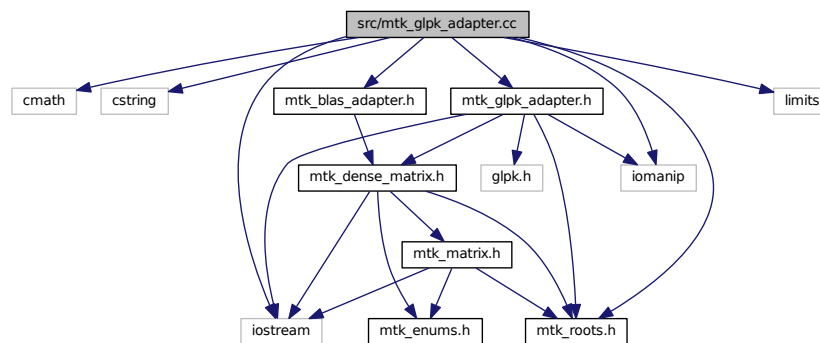 src/mtk_glpk_adapter.cc
cmath
cstring
mtk_blas_adapter.h
mtk_glpk_adapter.h
limits
mtk_dense_matrix.h
glpk.h
iomanip
mtk_matrix.h
iostream
mtk_enums.h
mtk_roots.h